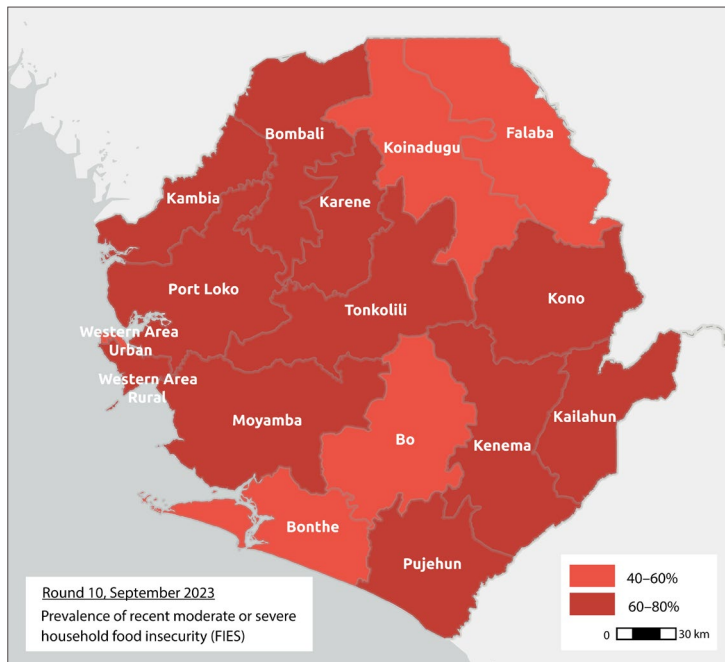 Bombali
Falaba
Koinadugu
Kambia
Karene
Port Loko
Kono
Tonkolili
Western Area
Urban
Western Area
Rural
Kailahun
Moyamba
Bo
Kenema
Bonthe
Pujehun
Round 10, September 2023
Prevalence of recent moderate or severe
household food insecurity (FIES)
40–60%
60–80%
0 30 km